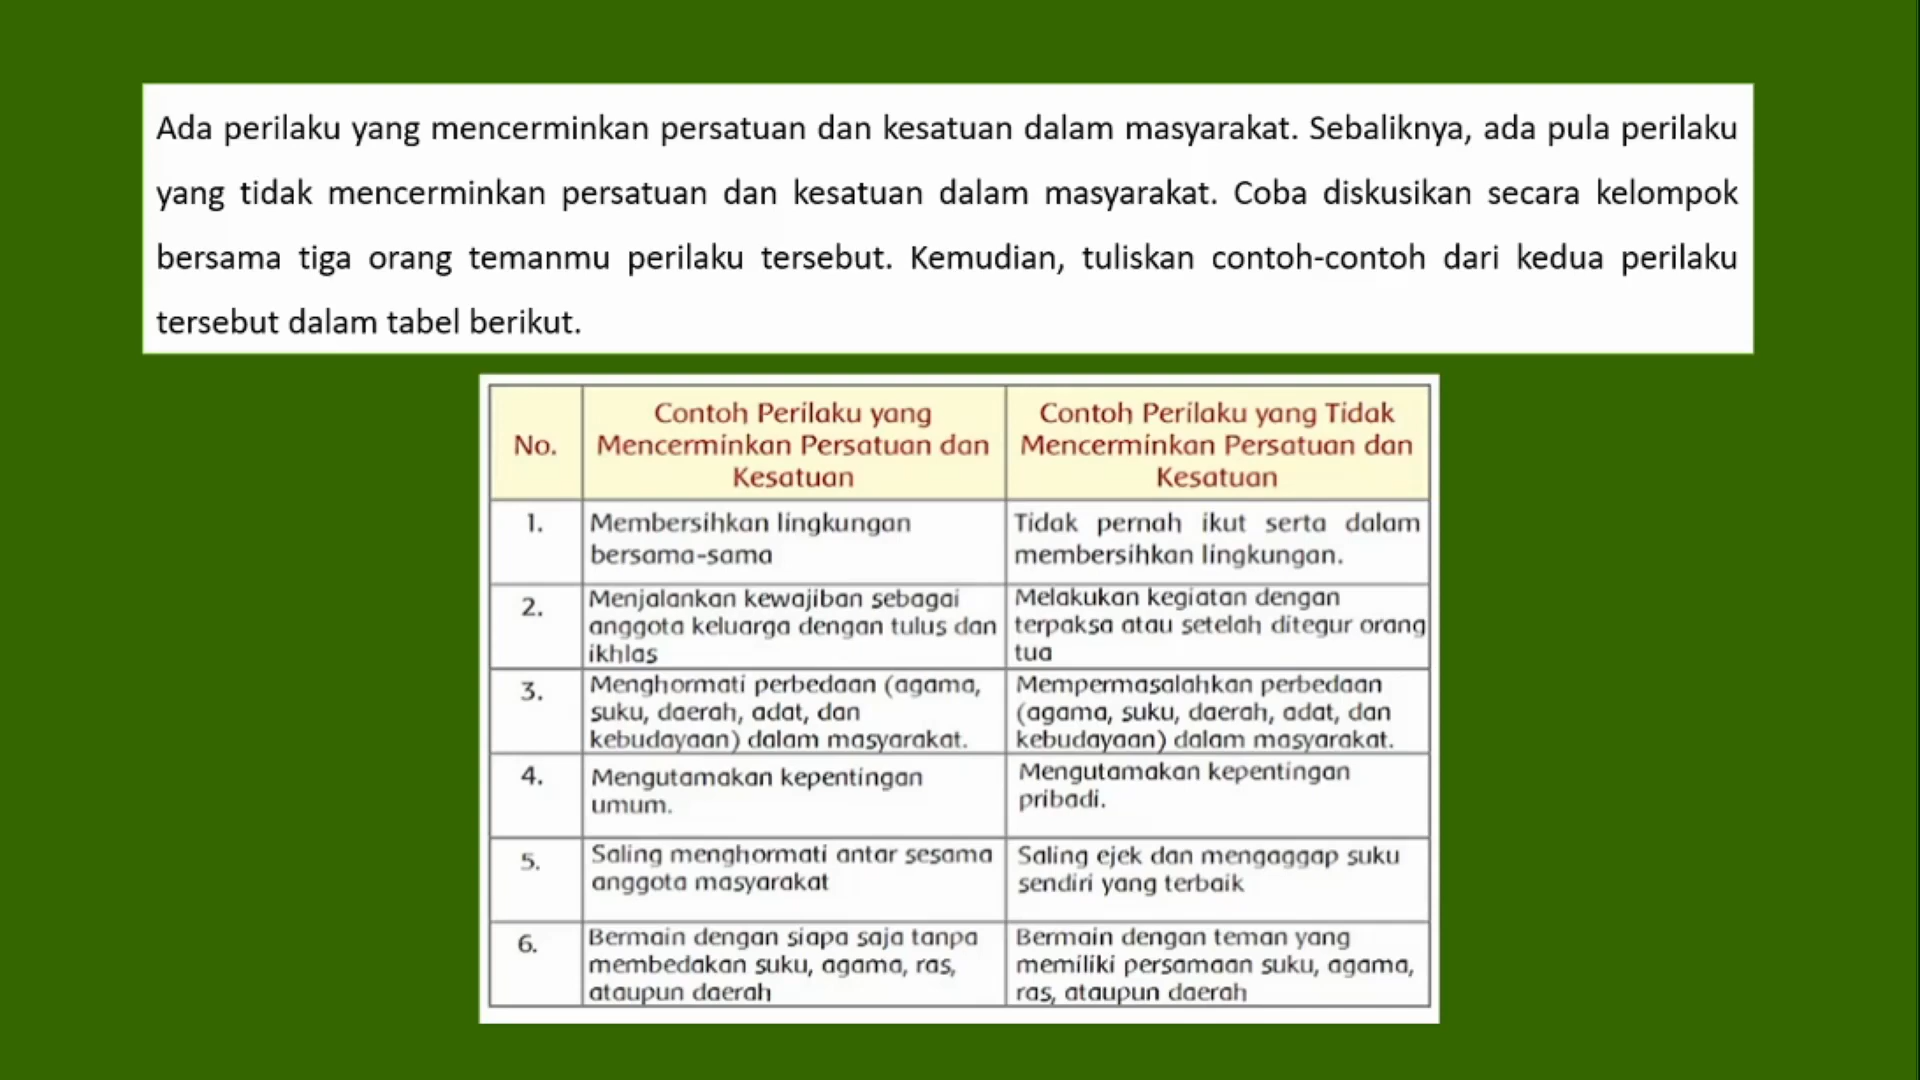 Ada perilaku yang mencerminkan persatuan dan kesatuan dalam masyarakat. Sebaliknya, ada pula perilaku
yang tidak mencerminkan persatuan dan kesatuan dalam masyarakat. Coba diskusikan secara kelompok
bersama tiga orang temanmu perilaku tersebut. Kemudian, tuliskan contoh-contoh dari kedua perilaku
tersebut dalam tabel berikut.
No.
Contoh Perilaku yang
Mencerminkan Persatuan dan
Kesatuan
Contoh Perilaku yang Tidak
Mencerminkan Persatuan dan
Kesatuan
1.
Membersihkan lingkungan
bersama-sama
Tidak pernah ikut serta dalam
membersihkan lingkungan.
2.
Menjalankan kewajiban sebagai
anggota keluarga dengan tulus dan
ikhlas
Melakukan kegiatan dengan
terpaksa atau setelah ditegur orang
tua
3.
Menghormati perbedaan (agama,
suku, daerah, adat, dan
kebudayaan) dalam masyarakat.
Mempermasalahkan perbedaan
(agama, suku, daerah, adat, dan
kebudayaan) dalam masyarakat.
4.
Mengutamakan kepentingan
umum.
Mengutamakan kepentingan
pribadi.
5.
Saling menghormati antar sesama
anggota masyarakat
Saling ejek dan mengaggap suku
sendiri yang terbaik
6.
Bermain dengan siapa saja tanpa
membedakan suku, agama, ras,
ataupun daerah
Bermain dengan teman yang
memiliki persamaan suku, agama,
ras, ataupun daerah